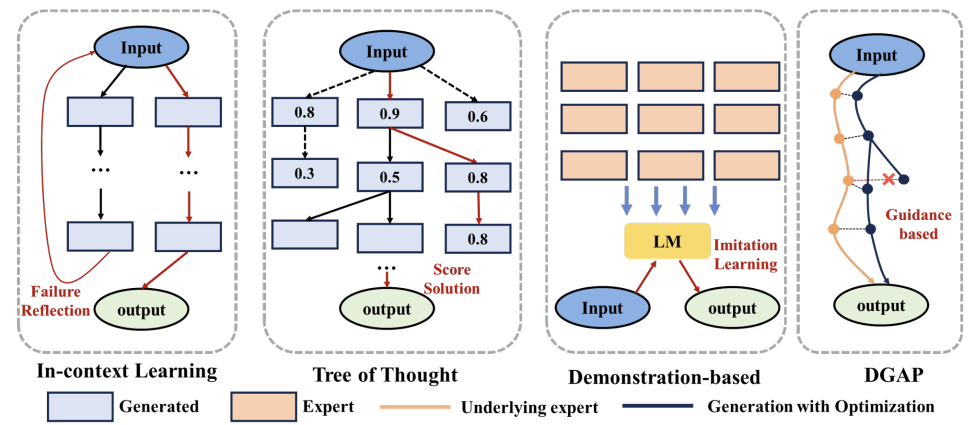 Input
...
...
Failure
Reflection
output
In-context Learning
Input
0.8
0.9
0.6
0.3
0.5
0.8
0.8
...
Score
Solution
output
Tree of Thought
LM
Imitation
Learning
Input
output
Demonstration-based
Input
Guidance
based
output
DGAP
Generated
Expert
Underlying expert
Generation with Optimization